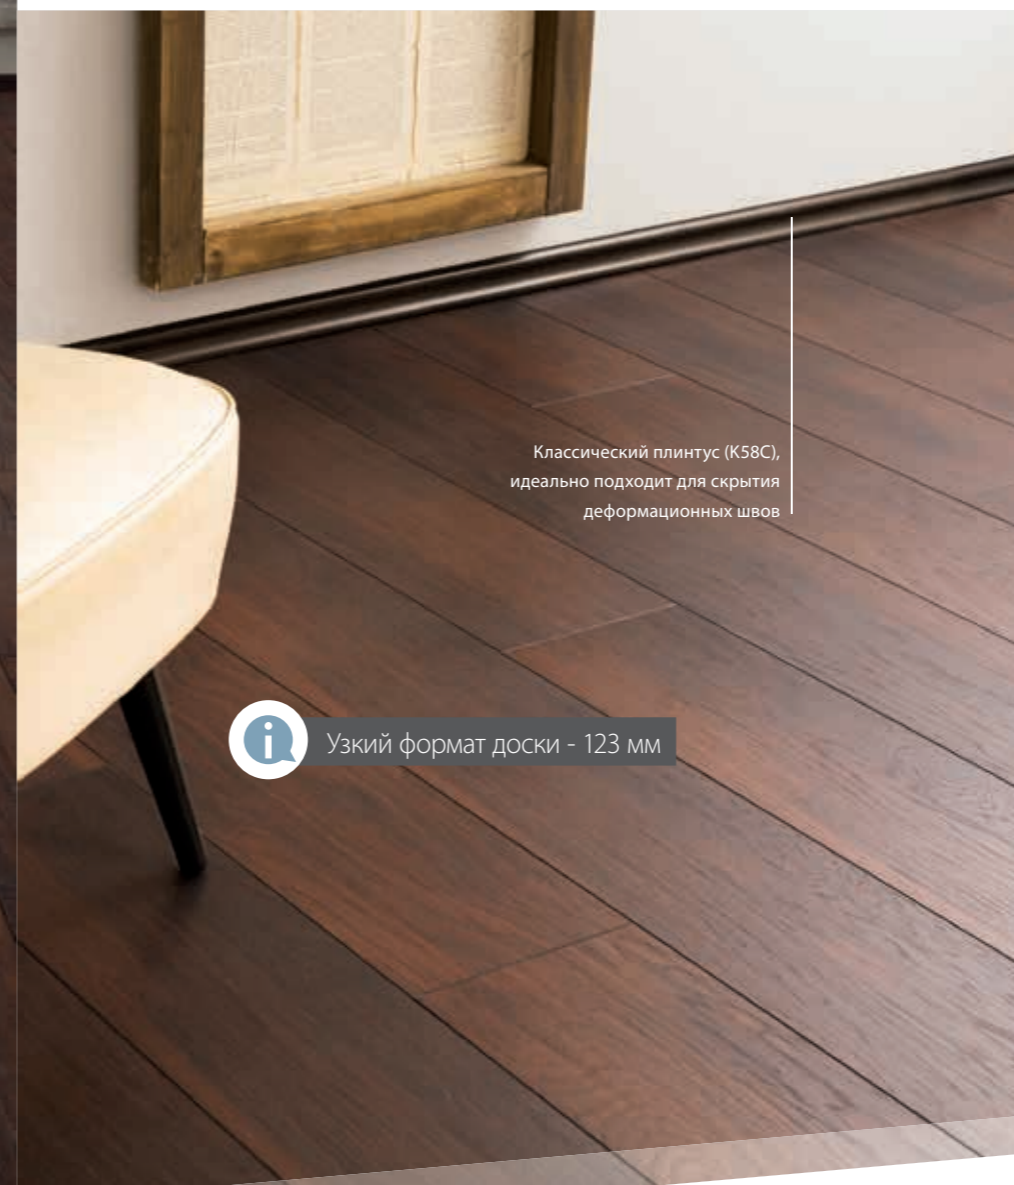 Классический плинтус (K58C),
идеально подходит для скрытия
деформационных швов
Узкий формат доски - 123 мм